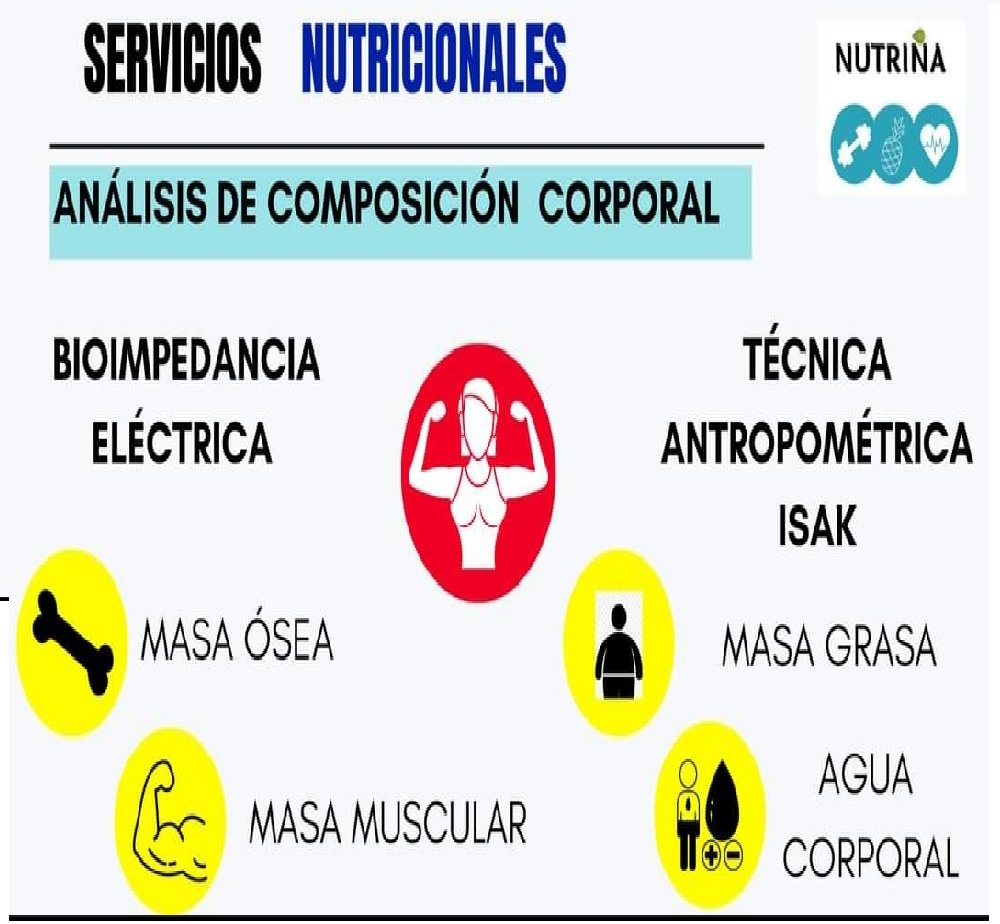 SERVICIOS NUTRICIONALES
NUTRIÑA
ANÁLISIS DE COMPOSICIÓN CORPORAL
BIOIMPEDANCIA
ELÉCTRICA
TÉCNICA
ANTROPOMÉTRICA
ISAK
MASA ÓSEA
MASA GRASA
MASA MUSCULAR
AGUA
CORPORAL